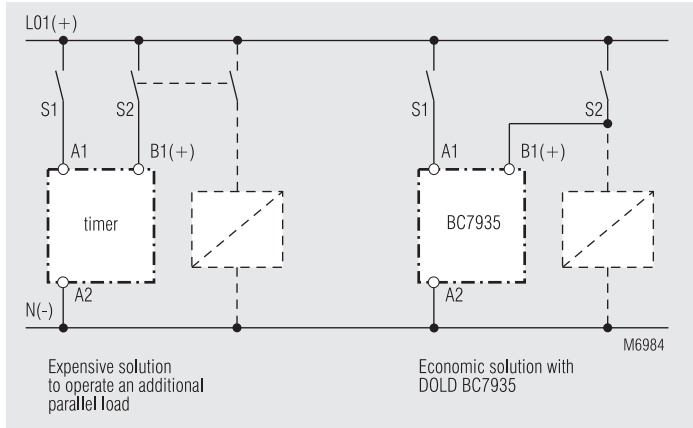 L01(+)
S1
S2
S1
S2
A1
B1(+)
A1
B1(+)
timer
BC7935
A2
A2
N(-)
M6984
Expensive solution
to operate an additional
parallel load
Economic solution with
DOLD BC7935